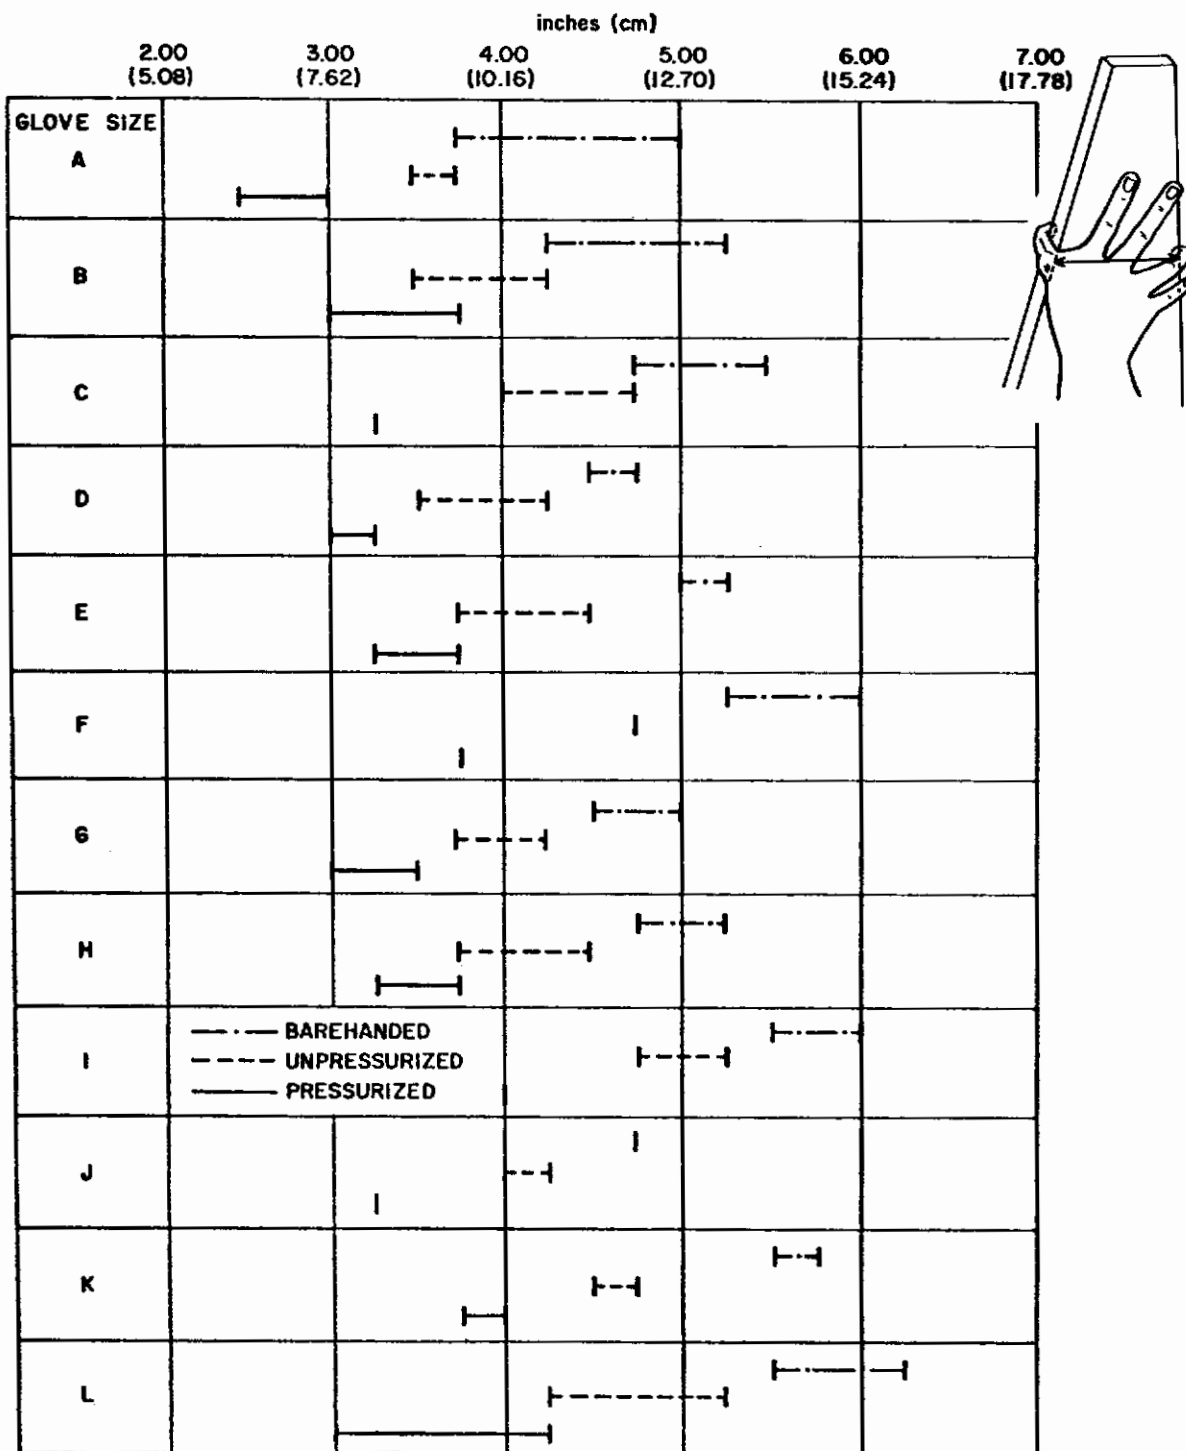 inches (cm)
2.00 3.00 4.00 5.00 6.00 7.00
(5.08) (7.62) (10.16) (12.70) (15.24) (17.78)
GLOVE SIZE
A
B
C
D
E
F
G
H
BAREHANDED
I
UNPRESSURIZED
PRESSURIZED
J
K
L